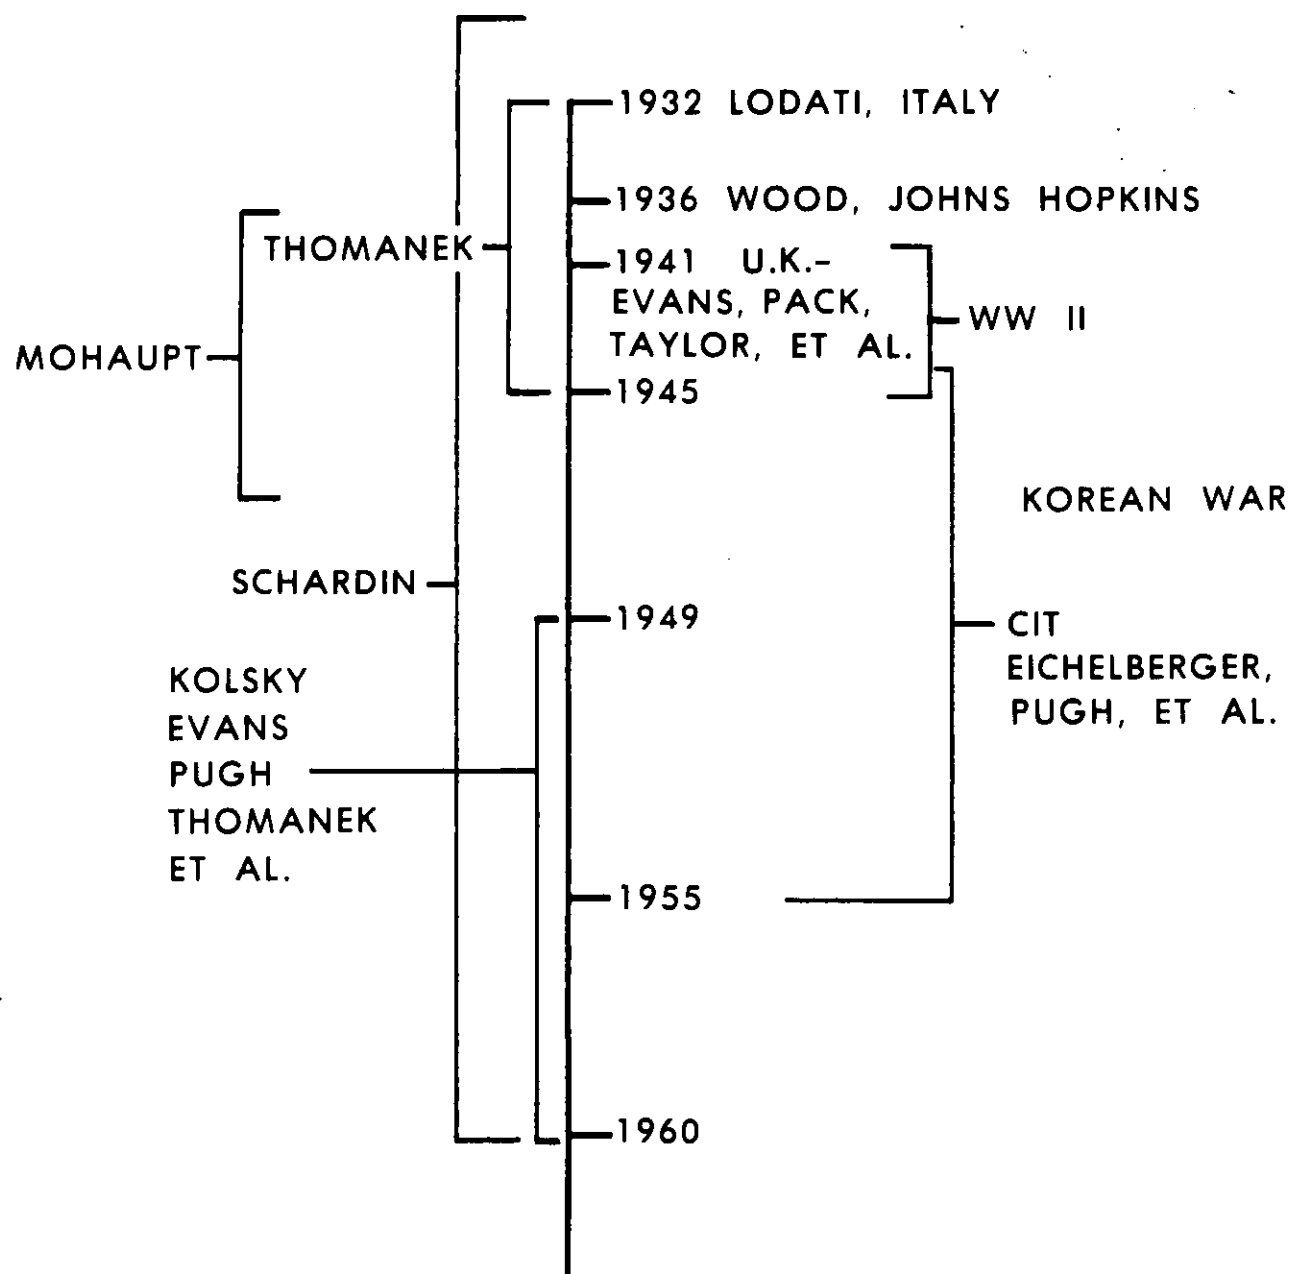 1932 LODATI, ITALY
1936 WOOD, JOHNS HOPKINS
THOMANEK
1941 U.K.-
EVANS, PACK,
TAYLOR, ET AL.
WW II
MOHAUPT
1945
KOREAN WAR
SCHARDIN
1949
CIT
EICHELBERGER,
PUGH, ET AL.
KOLSKY
EVANS
PUGH
THOMANEK
ET AL.
1955
1960